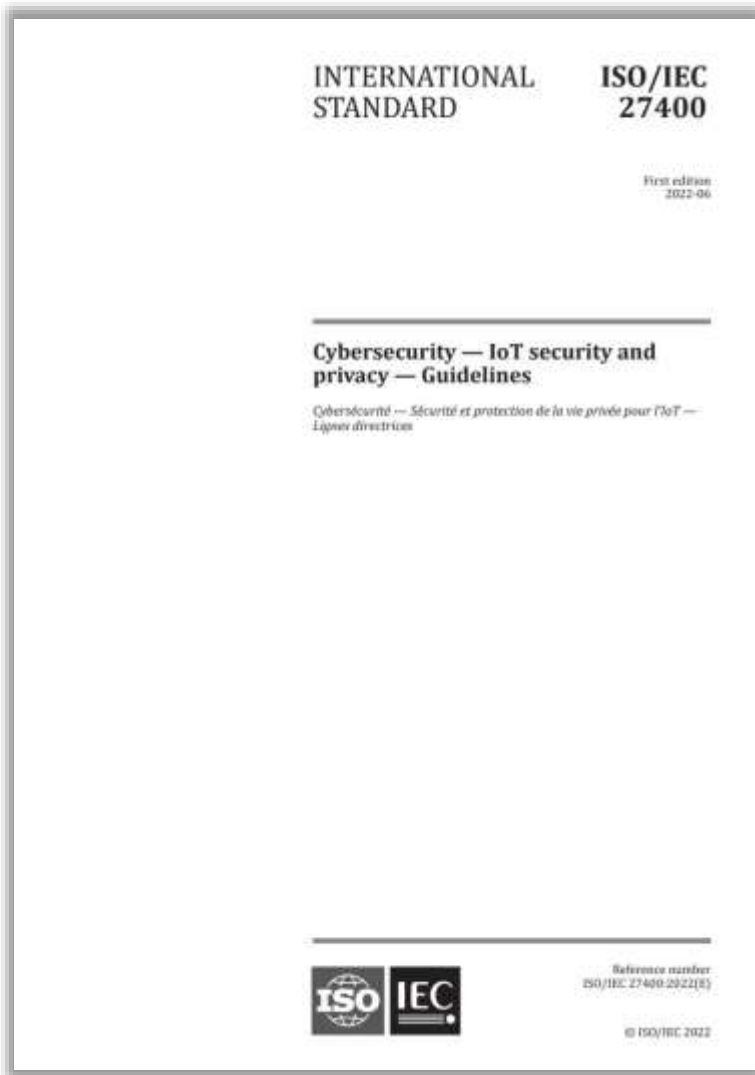 INTERNATIONAL STANDARD
ISO/IEC 27400
First edition
2022-06
Cybersecurity — IoT security and
privacy — Guidelines
Cybersécurité — Sécurité et protection de la vie privée pour l'IoT —
Lignes directrices
ISO
IEC
Reference number
ISO/IEC 27400:2022(E)
© ISO/IEC 2022